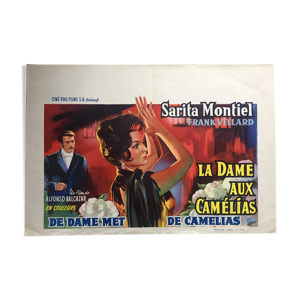 CINÉ VOG FILMS S.A.
Sarita Montiel
FRANK VILLARD
LA DAME
AUX
CAMÉLIAS
Un Film de
ALFONSO BALCAZAR
EN COULEURS
DE DAME MET DE CAMELIAS